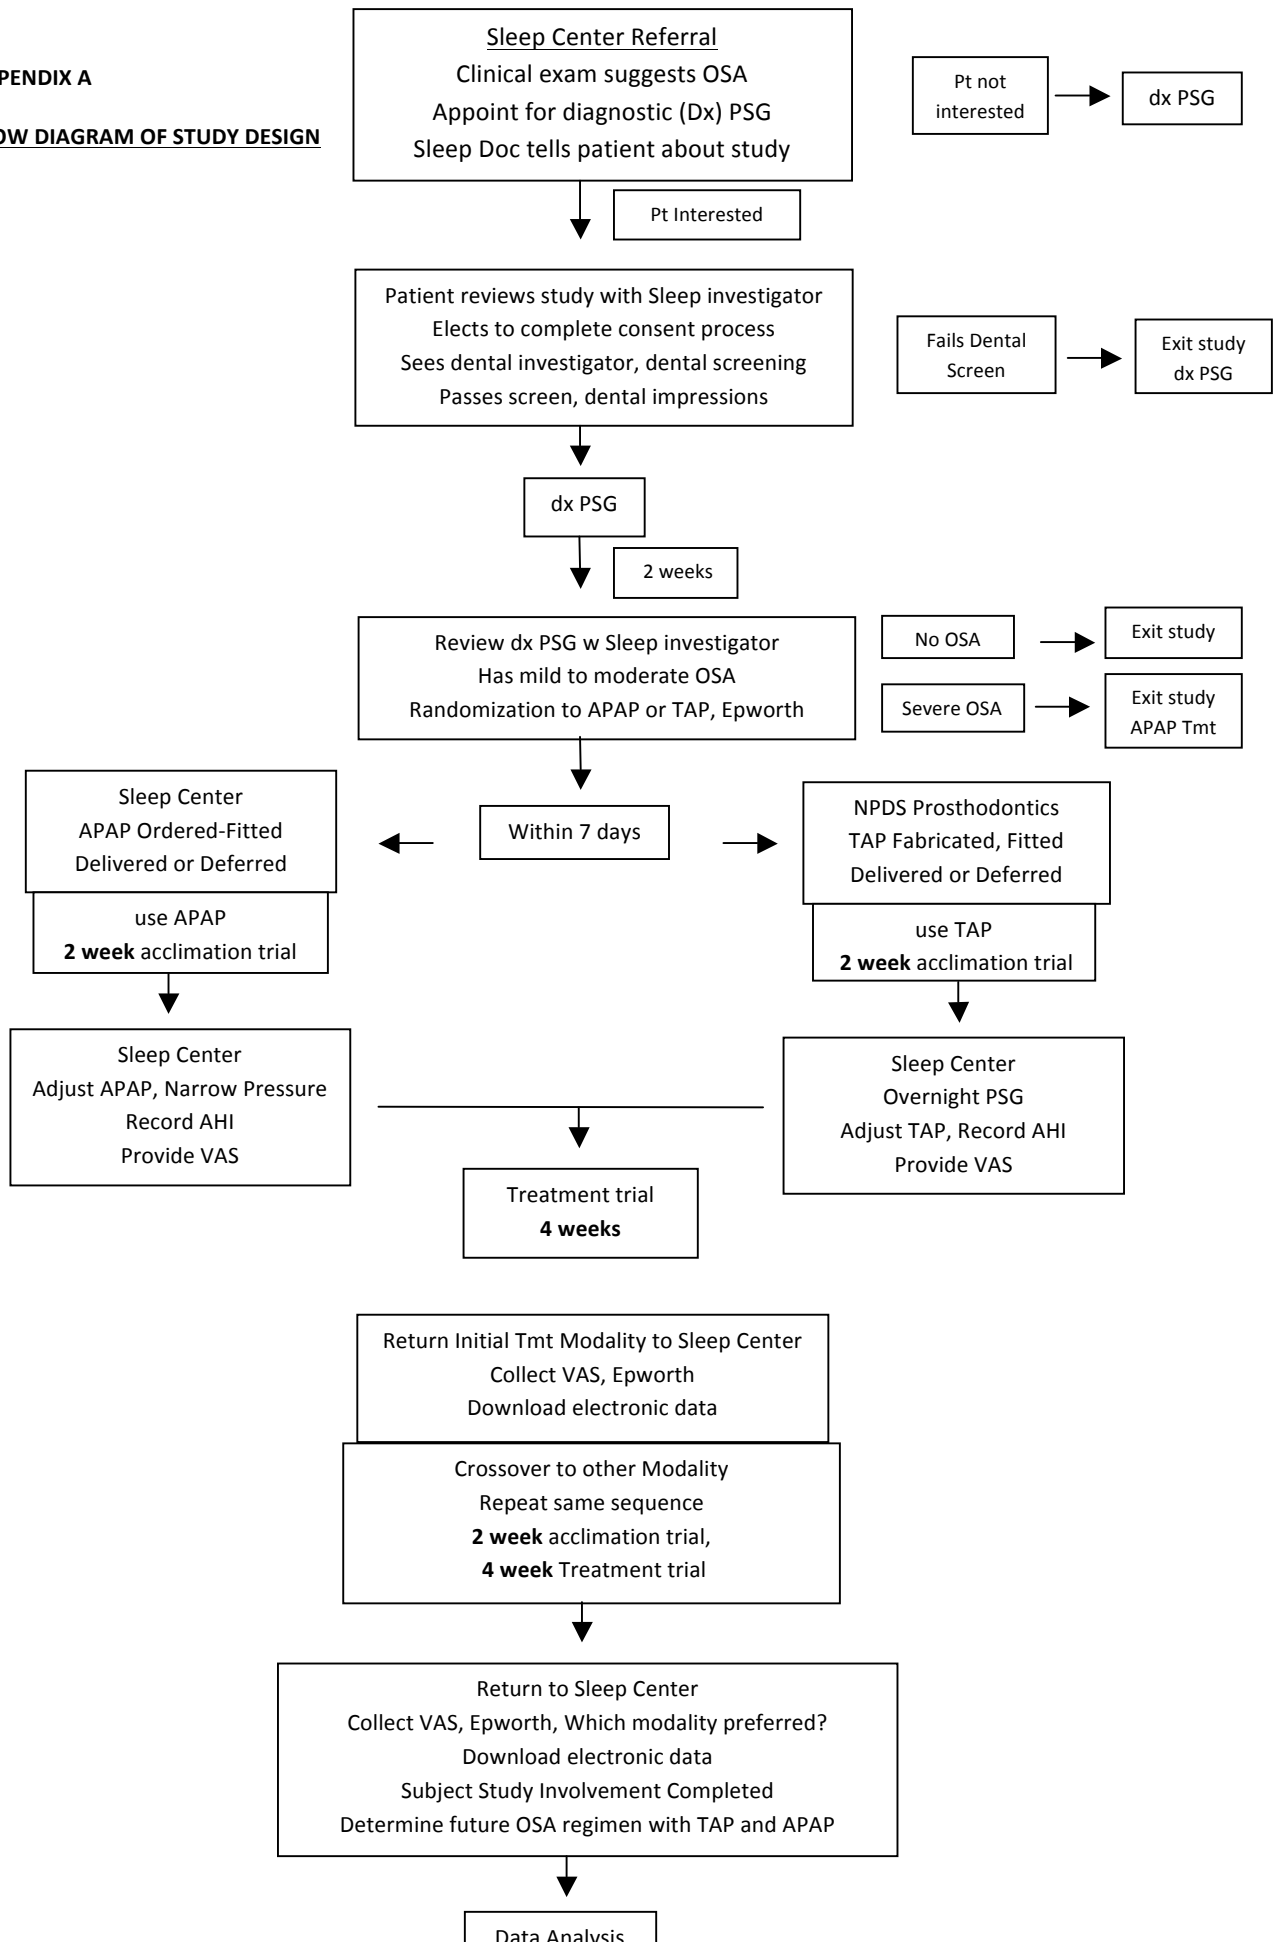 PENDIX A
OW DIAGRAM OF STUDY DESIGN
Sleep Center Referral
Clinical exam suggests OSA
Appoint for diagnostic (Dx) PSG
Sleep Doc tells patient about study
Pt not
interested
dx PSG
Pt Interested
Patient reviews study with Sleep investigator
Elects to complete consent process
Sees dental investigator, dental screening
Passes screen, dental impressions
Fails Dental
Screen
Exit study
dx PSG
dx PSG
2 weeks
Review dx PSG w Sleep investigator
Has mild to moderate OSA
Randomization to APAP or TAP, Epworth
No OSA
Exit study
Severe OSA
Exit study
APAP Tmt
Sleep Center
APAP Ordered-Fitted
Delivered or Deferred
use APAP
2 week acclimation trial
Within 7 days
NPDS Prosthodontics
TAP Fabricated, Fitted
Delivered or Deferred
use TAP
2 week acclimation trial
Sleep Center
Adjust APAP, Narrow Pressure
Record AHI
Provide VAS
Sleep Center
Overnight PSG
Adjust TAP, Record AHI
Provide VAS
Treatment trial
4 weeks
Return Initial Tmt Modality to Sleep Center
Collect VAS, Epworth
Download electronic data
Crossover to other Modality
Repeat same sequence
2 week acclimation trial,
4 week Treatment trial
Return to Sleep Center
Collect VAS, Epworth, Which modality preferred?
Download electronic data
Subject Study Involvement Completed
Determine future OSA regimen with TAP and APAP
Data Analysis